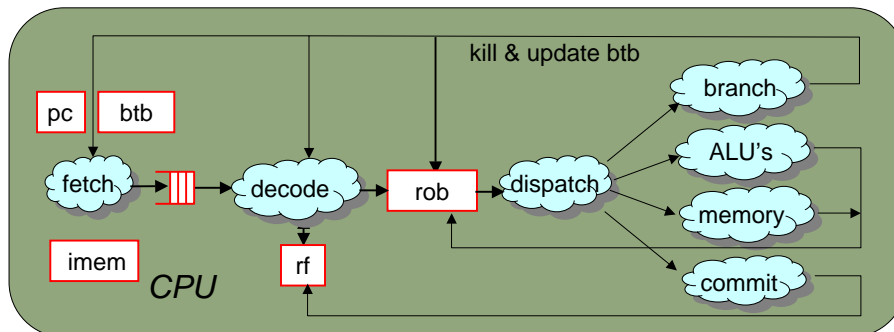 kill & update btb
branch
pc
btb
ALU's
fetch
decode
rob
dispatch
memory
imem
rf
CPU
commit